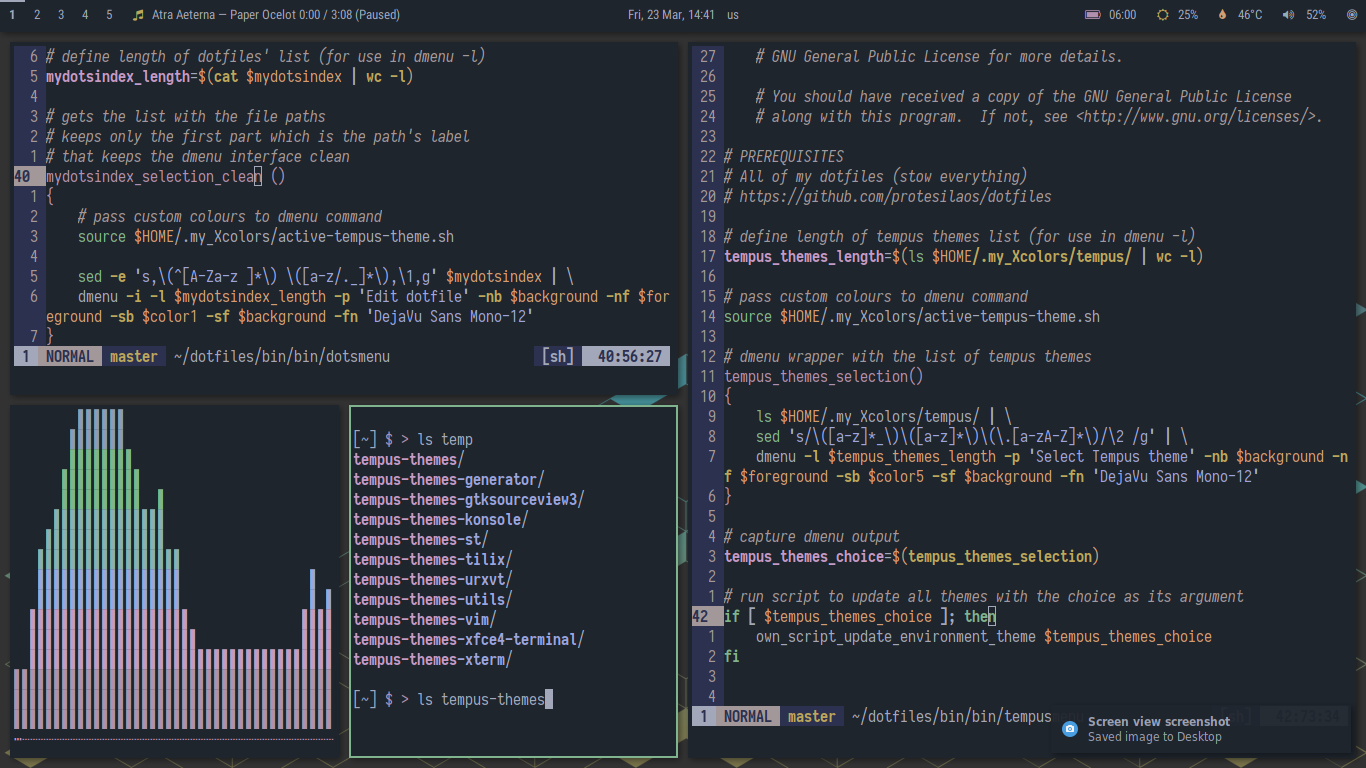 1 2 3 4 5 Atra Aeterna — Paper Ocelot 0:00 / 3:08 (Paused) Fri, 23 Mar, 14:41 us 06:00 25% 46°C 52%
6 # define length of dotfiles' list (for use in dmenu -l)
5 mydotsindex_length=$(cat $mydotsindex | wc -l)
4
3 # gets the list with the file paths
2 # keeps only the first part which is the path's label
1 # that keeps the dmenu interface clean
40 mydotsindex_selection_clean ()
1 {
2     # pass custom colours to dmenu command
3     source $HOME/.my_Xcolors/active-tempus-theme.sh
4
5     sed -e 's,\(^[A-Za-z ]*\) \([a-z/._]*\),\1,g' $mydotsindex | \
6     dmenu -i -l $mydotsindex_length -p 'Edit dotfile' -nb $background -nf $for
eground -sb $color1 -sf $background -fn 'DejaVu Sans Mono-12'
7 }
1 NORMAL master ~/dotfiles/bin/bin/dotsmenu [sh] 40:56:27
[~] $ > ls temp
tempus-themes/
tempus-themes-generator/
tempus-themes-gtksourceview3/
tempus-themes-konsole/
tempus-themes-st/
tempus-themes-tilix/
tempus-themes-urxvt/
tempus-themes-utils/
tempus-themes-vim/
tempus-themes-xfce4-terminal/
tempus-themes-xterm/
[~] $ > ls tempus-themes
27     # GNU General Public License for more details.
26
25     # You should have received a copy of the GNU General Public License
24     # along with this program.  If not, see <http://www.gnu.org/licenses/>.
23
22 # PREREQUISITES
21 # All of my dotfiles (stow everything)
20 # https://github.com/protesilaos/dotfiles
19
18 # define length of tempus themes list (for use in dmenu -l)
17 tempus_themes_length=$(ls $HOME/.my_Xcolors/tempus/ | wc -l)
16
15 # pass custom colours to dmenu command
14 source $HOME/.my_Xcolors/active-tempus-theme.sh
13
12 # dmenu wrapper with the list of tempus themes
11 tempus_themes_selection()
10 {
9     ls $HOME/.my_Xcolors/tempus/ | \
8     sed 's/\([a-z]*_\)\([a-z]*\)\(\.[a-zA-Z]*\)/\2 /g' | \
7     dmenu -l $tempus_themes_length -p 'Select Tempus theme' -nb $background -n
f $foreground -sb $color5 -sf $background -fn 'DejaVu Sans Mono-12'
6 }
5
4 # capture dmenu output
3 tempus_themes_choice=$(tempus_themes_selection)
2
1 # run script to update all themes with the choice as its argument
42 if [ $tempus_themes_choice ]; then
1     own_script_update_environment_theme $tempus_themes_choice
2 fi
3
4
1 NORMAL master ~/dotfiles/bin/bin/tempus
Screen view screenshot
Saved image to Desktop